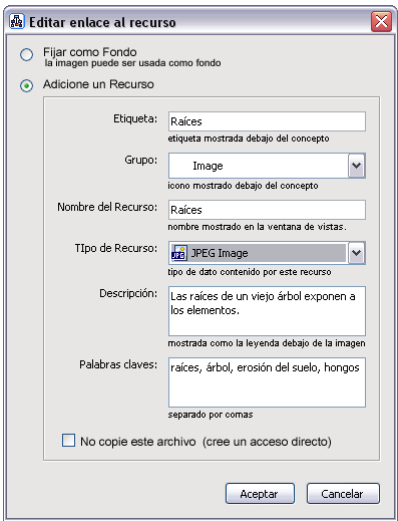 Editar enlace al recurso
Fijar como Fondo
la imagen puede ser usada como fondo
Adicione un Recurso
Etiqueta: Raíces
etiqueta mostrada debajo del concepto
Grupo: Image
icono mostrado debajo del concepto
Nombre del Recurso: Raíces
nombre mostrado en la ventana de vistas.
TIpo de Recurso: JPEG Image
tipo de dato contenido por este recurso
Descripción: Las raíces de un viejo árbol exponen a
los elementos.
mostrada como la leyenda debajo de la imagen
Palabras claves: raíces, árbol, erosión del suelo, hongos
separado por comas
No copie este archivo (cree un acceso directo)
Aceptar Cancelar